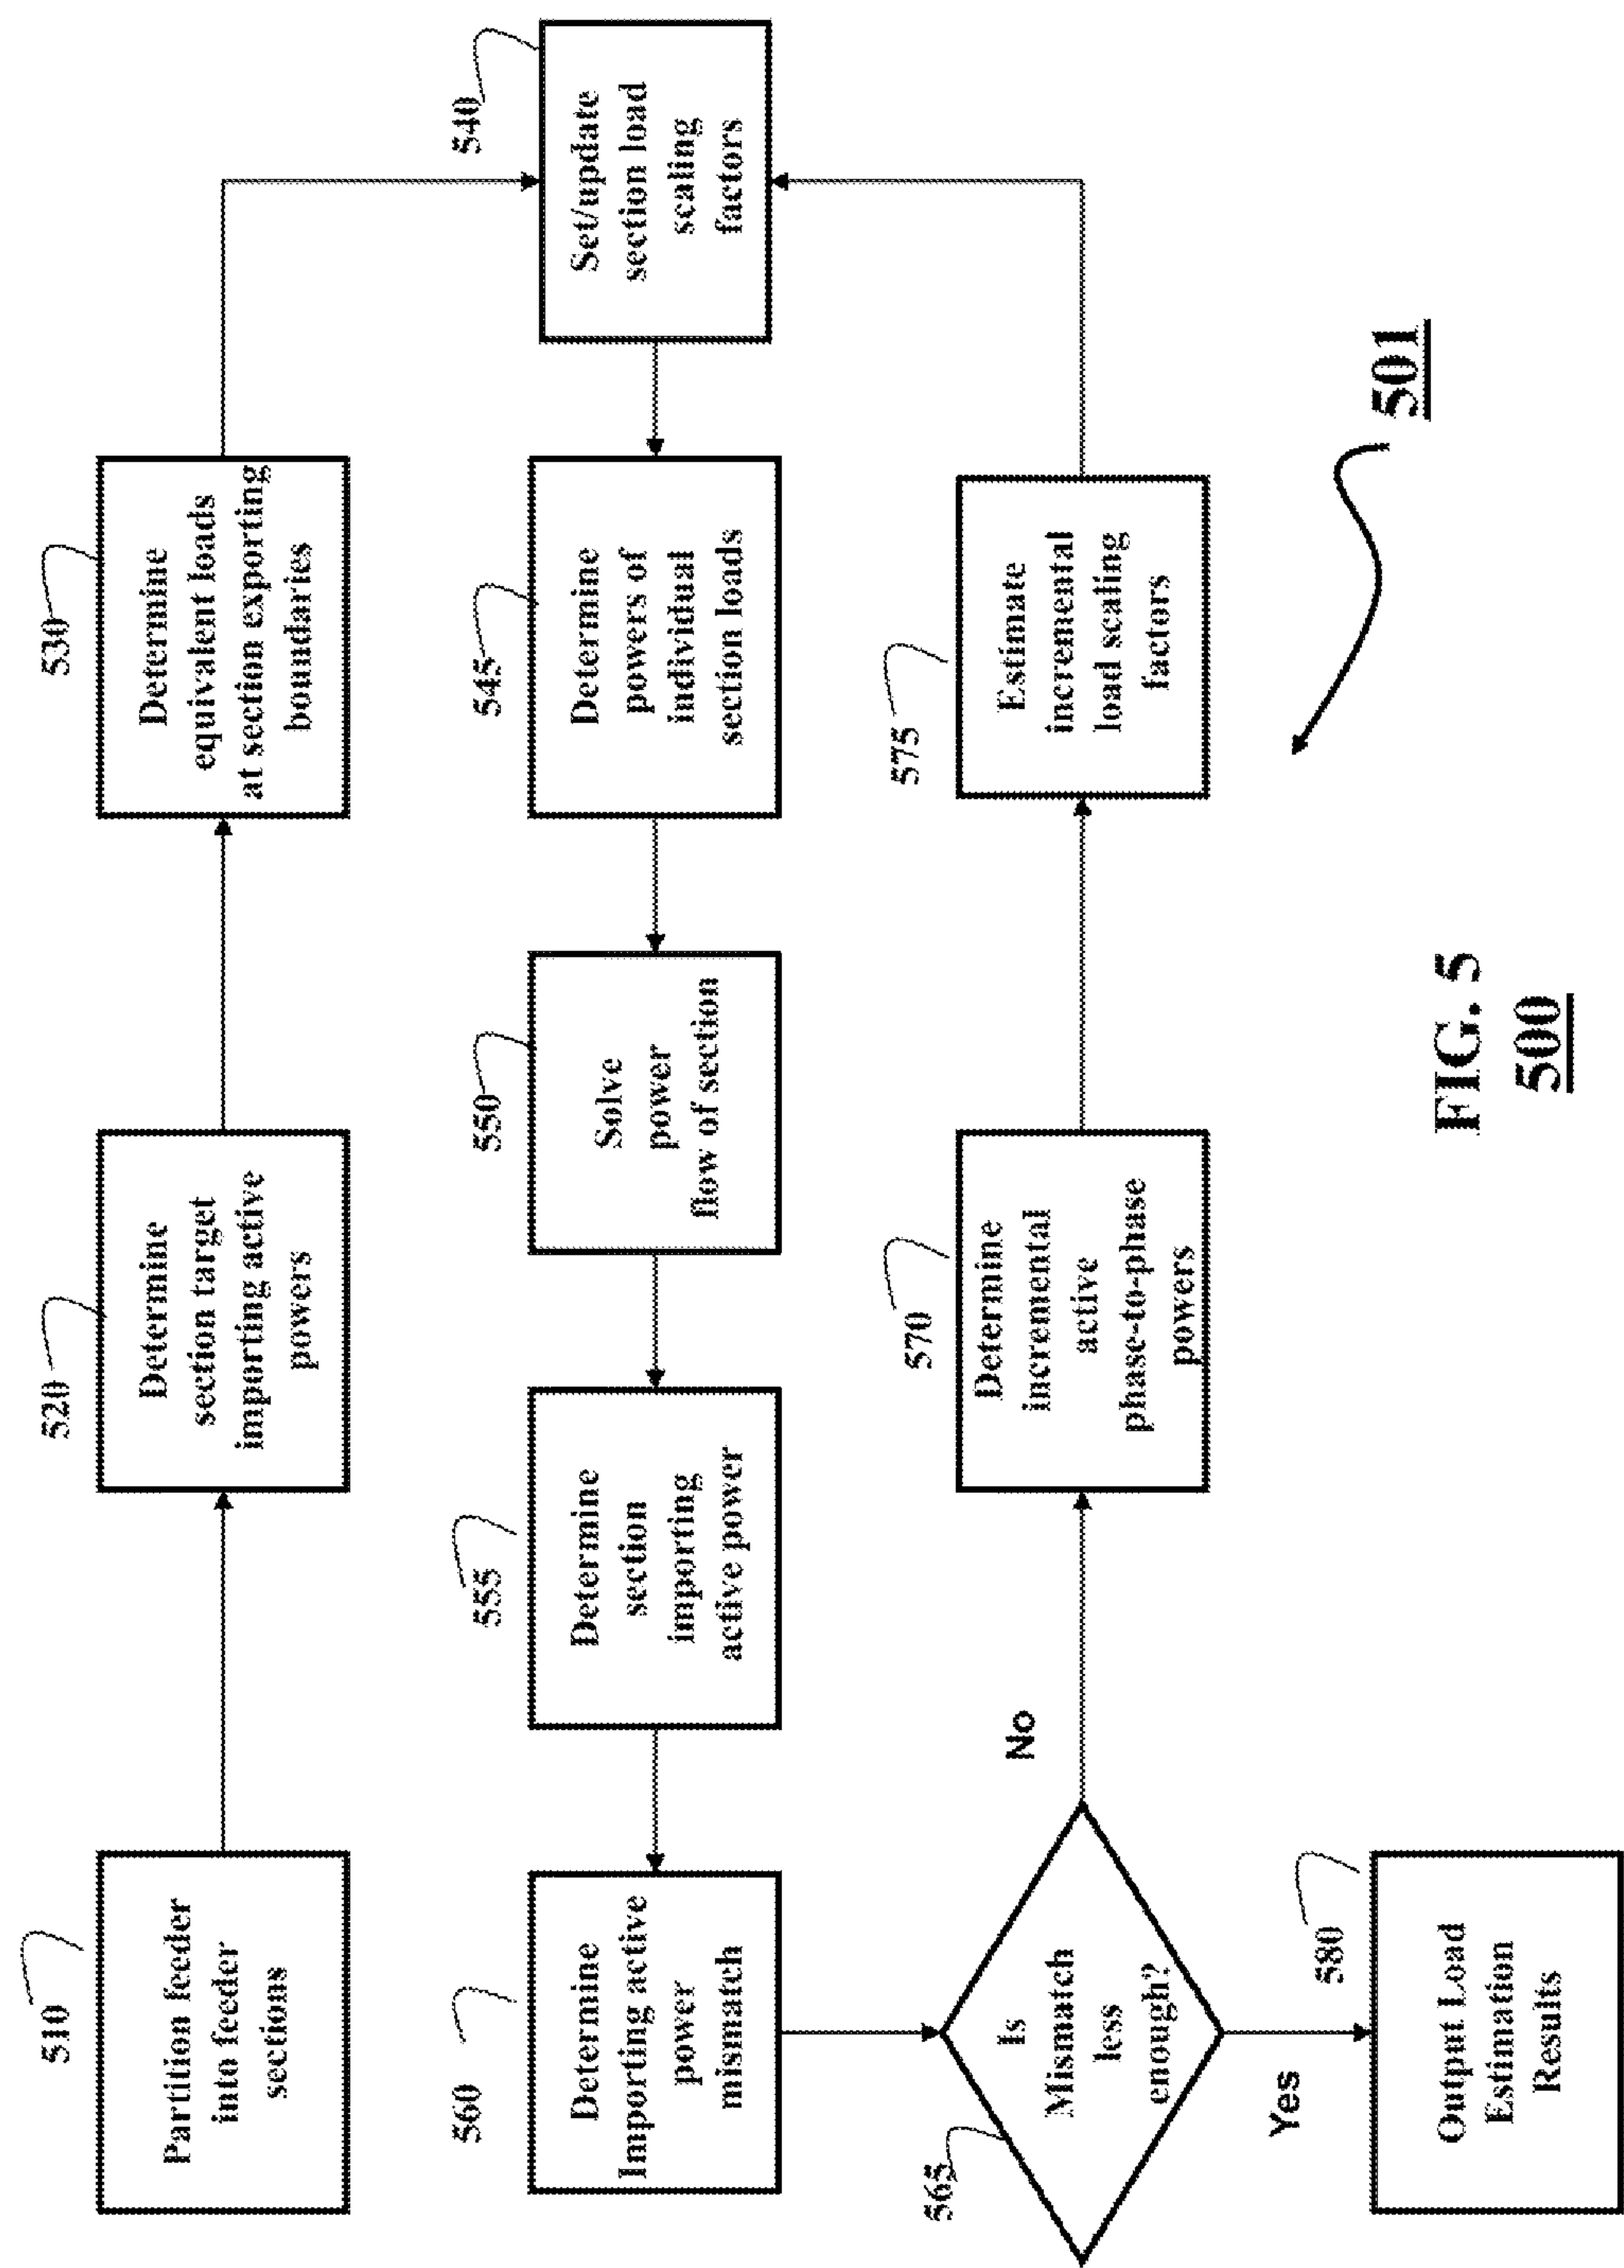 510
Partition feeder
into feeder
sections
520
Determine
section target
importing active
powers
530
Determine
equivalent loads
at section exporting
boundaries
540
Set/update
section load
scaling
factors
545
Determine
powers of
individual
section loads
550
Solve
power
flow of section
555
Determine
section
importing
active power
560
Determine
Importing active
power
mismatch
565
Is
Mismatch
less
enough?
No
570
Determine
incremental
active
phase-to-phase
powers
575
Estimate
incremental
load scaling
factors
Yes
580
Output Load
Estimation
Results
501
FIG. 5
500